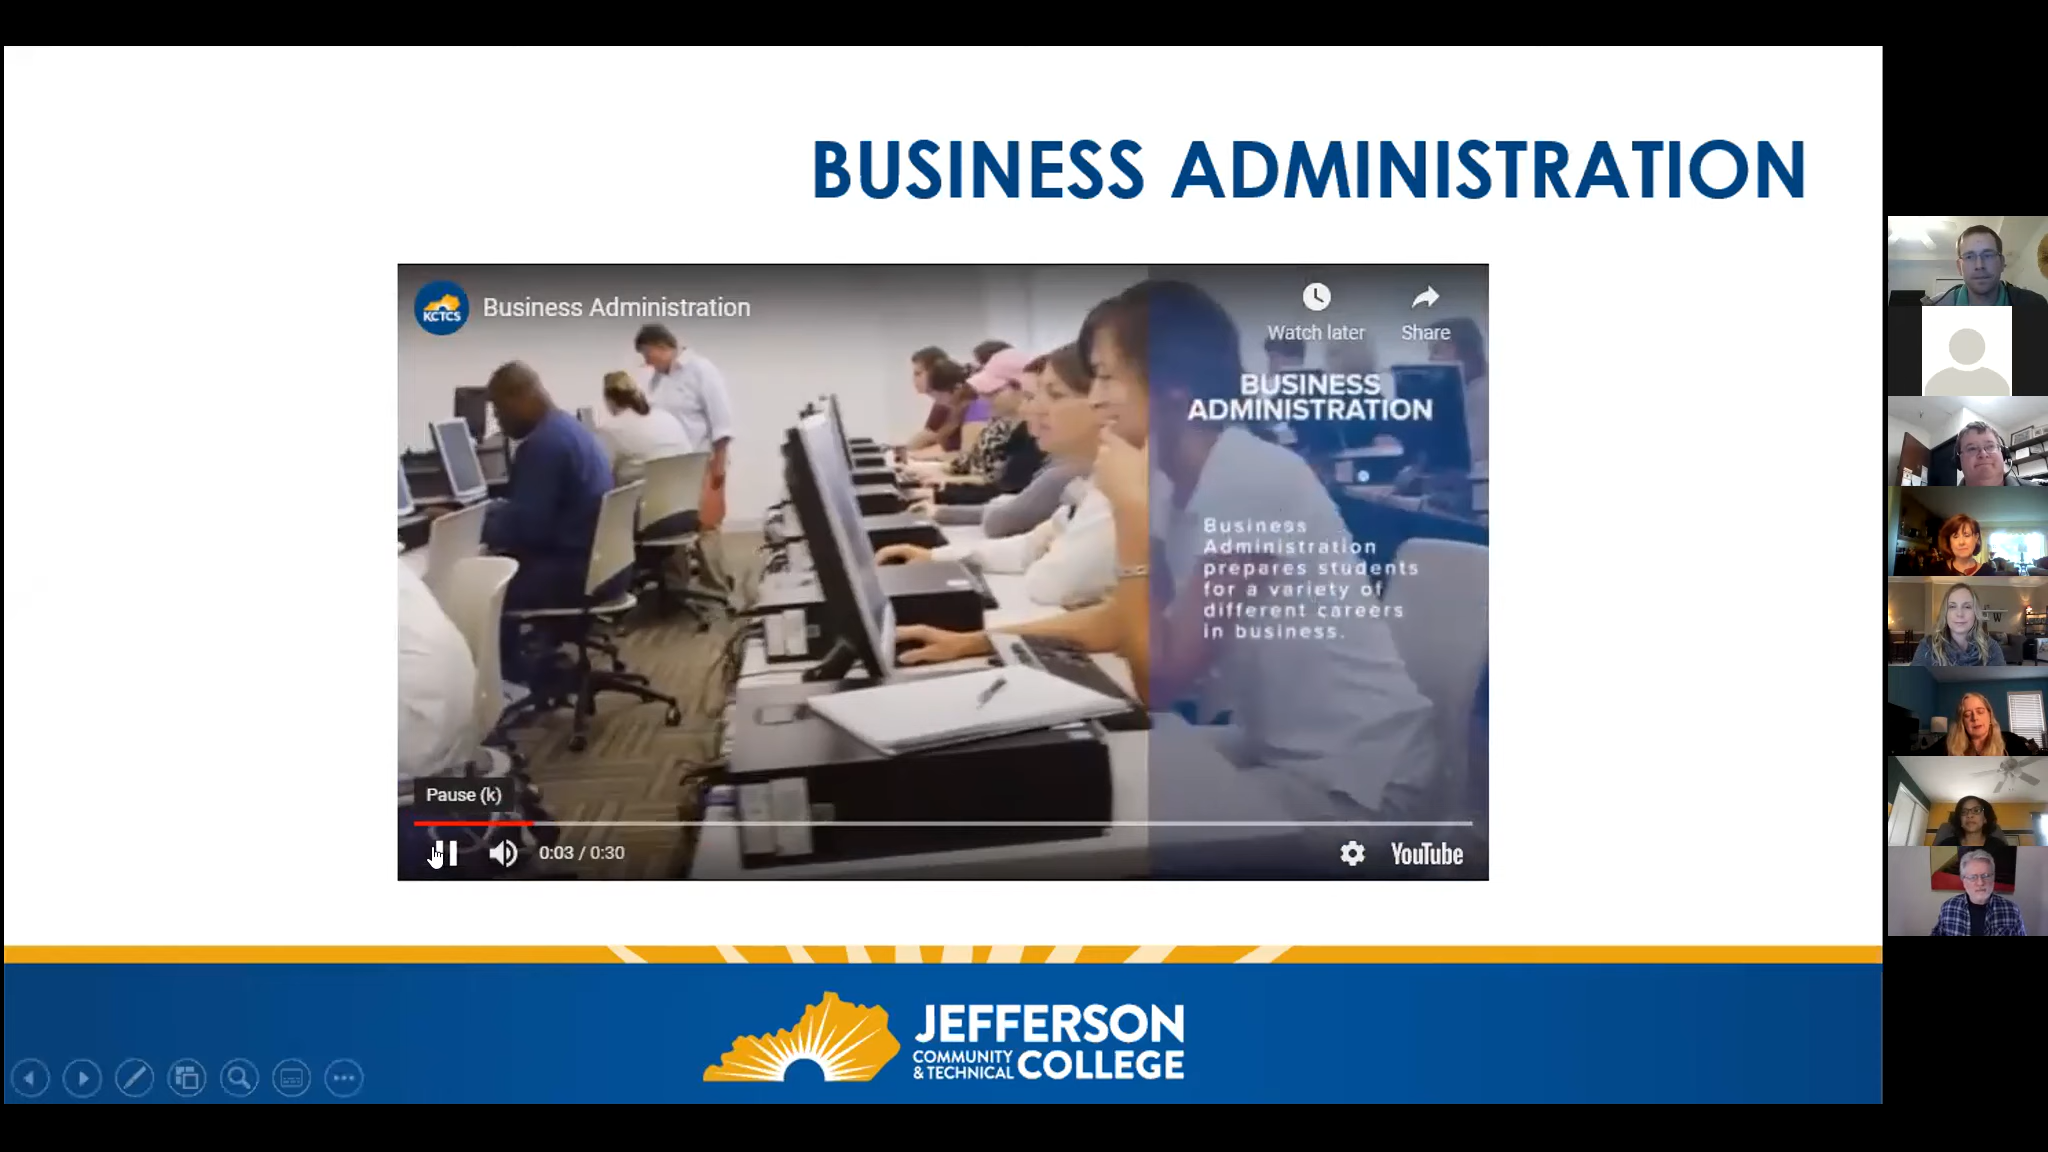 BUSINESS ADMINISTRATION
KCTCS
Business Administration
Watch later
Share
BUSINESS
ADMINISTRATION
Business
Administration
prepares students
for a variety of
different careers
in business.
Pause (k)
0:03 / 0:30
YouTube
JEFFERSON
COMMUNITY
& TECHNICAL COLLEGE